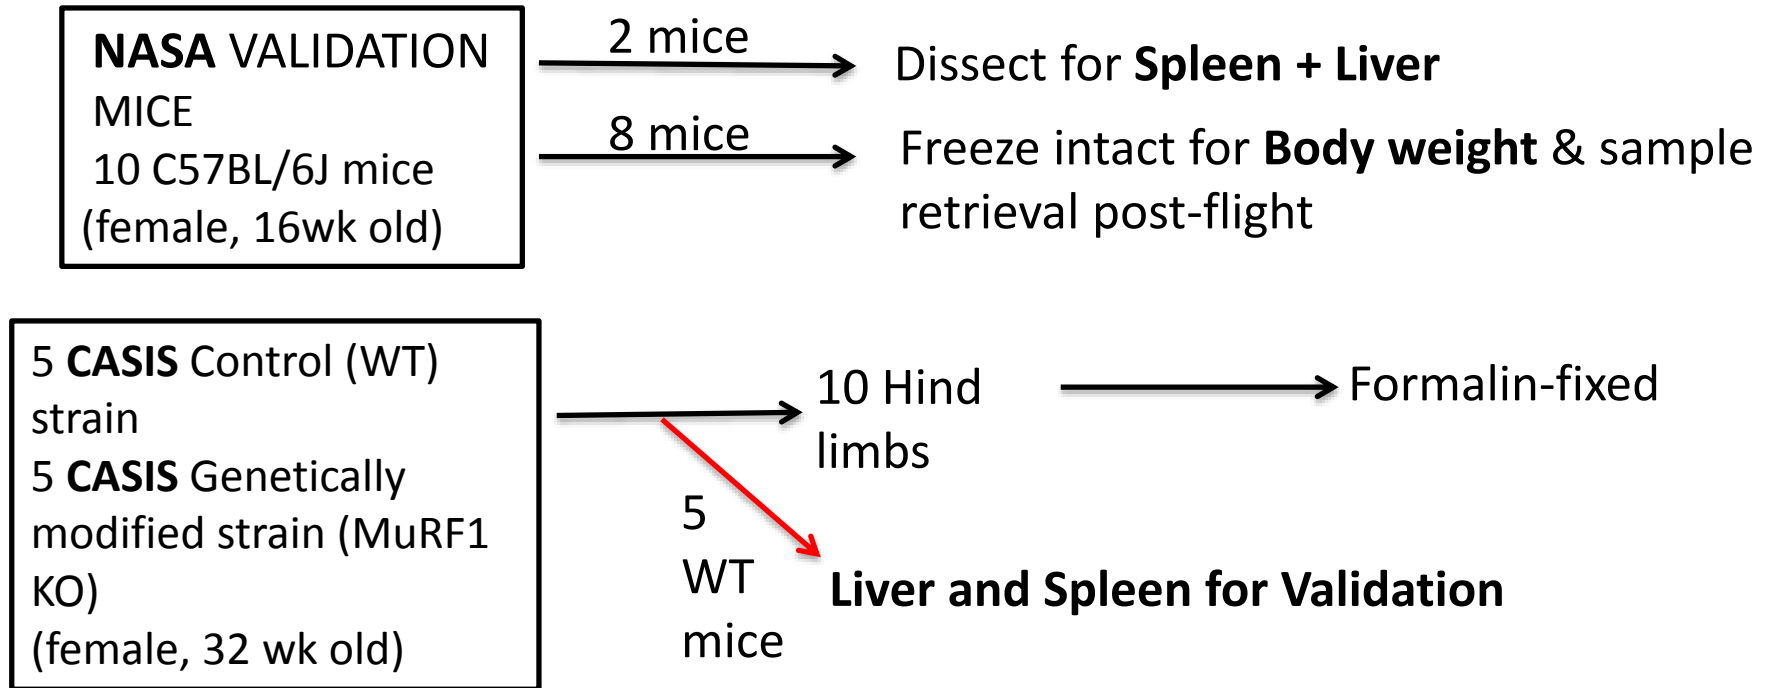 NASA VALIDATION
MICE
10 C57BL/6J mice
(female, 16wk old)
2 mice
Dissect for Spleen + Liver
8 mice
Freeze intact for Body weight & sample
retrieval post-flight
5 CASIS Control (WT)
strain
5 CASIS Genetically
modified strain (MuRF1
KO)
(female, 32 wk old)
10 Hind
limbs
Formalin-fixed
5
WT
mice
Liver and Spleen for Validation